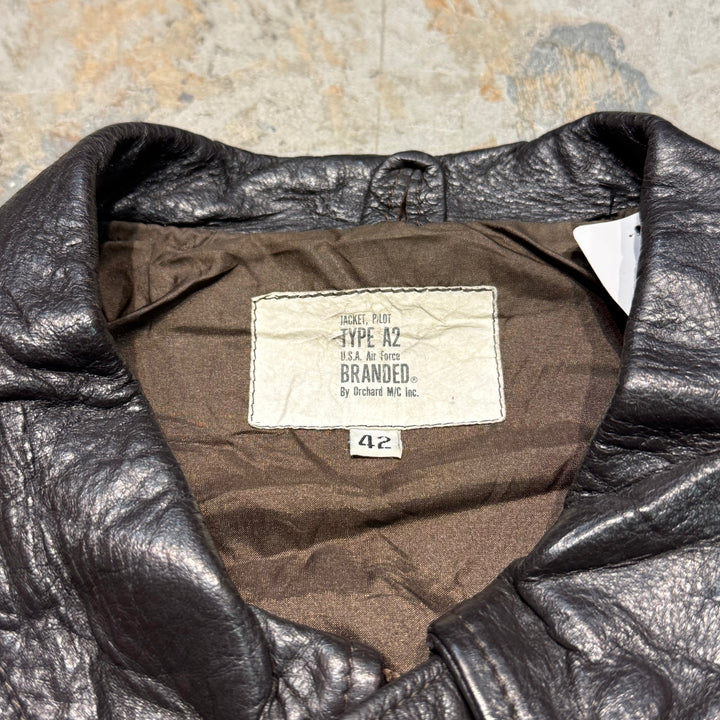 JACKET, PILOT
TYPE A2
U.S.A. Air Force
BRANDED®
By Orchard M/C Inc.
42